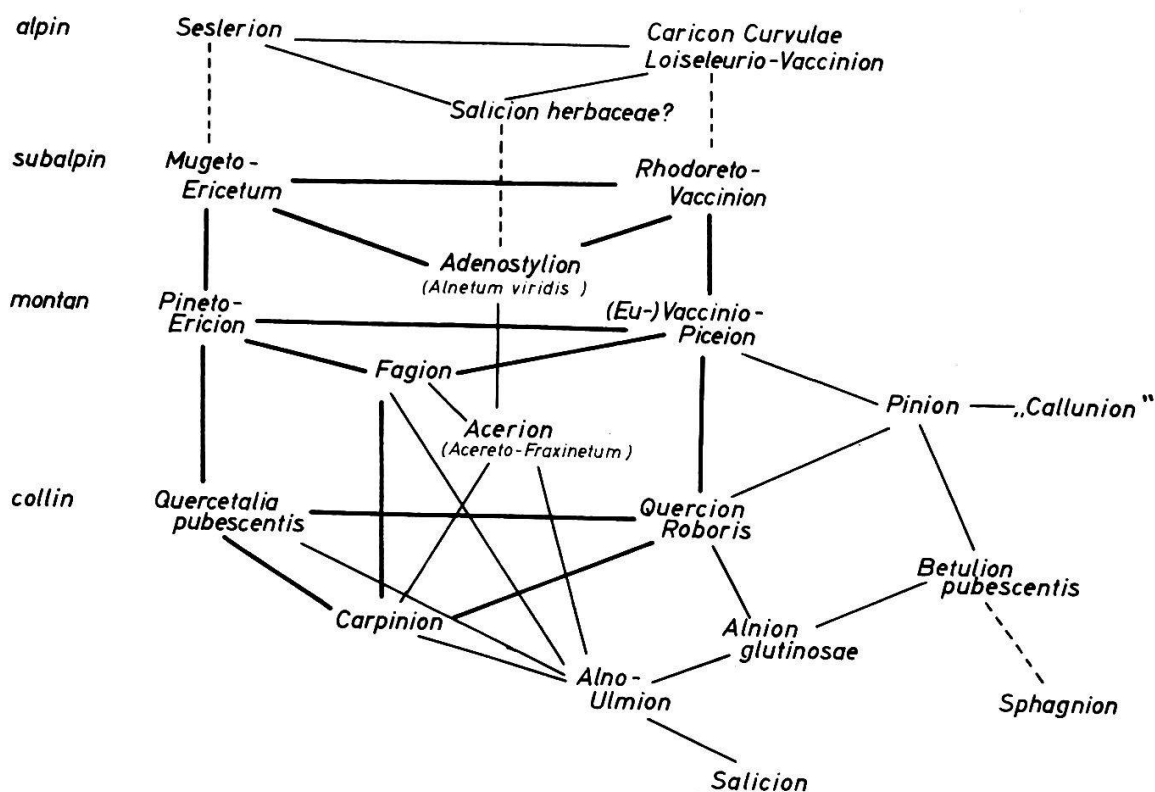 alpin
Seslerion
Caricon Curvulae
Loiseleurio-Vaccinion
Salicion herbaceae?
subalpin
Mugeto-
Ericetum
Rhodoreto-
Vaccinion
Adenostylion
(Alnetum viridis)
montan
Pineto-
Ericion
(Eu-)Vaccinio-
Piceion
Fagion
Pinion
„Callunion"
Acerion
(Acereto-Fraxinetum)
collin
Quercetalia
pubescentis
Quercion
Roboris
Betulion
pubescentis
Carpinion
Alnion
glutinosae
Alno-
Ulmion
Sphagnion
Salicion